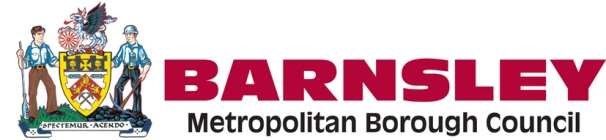 SPECTEMUR · AGENDO ·
BARNSLEY
Metropolitan Borough Council